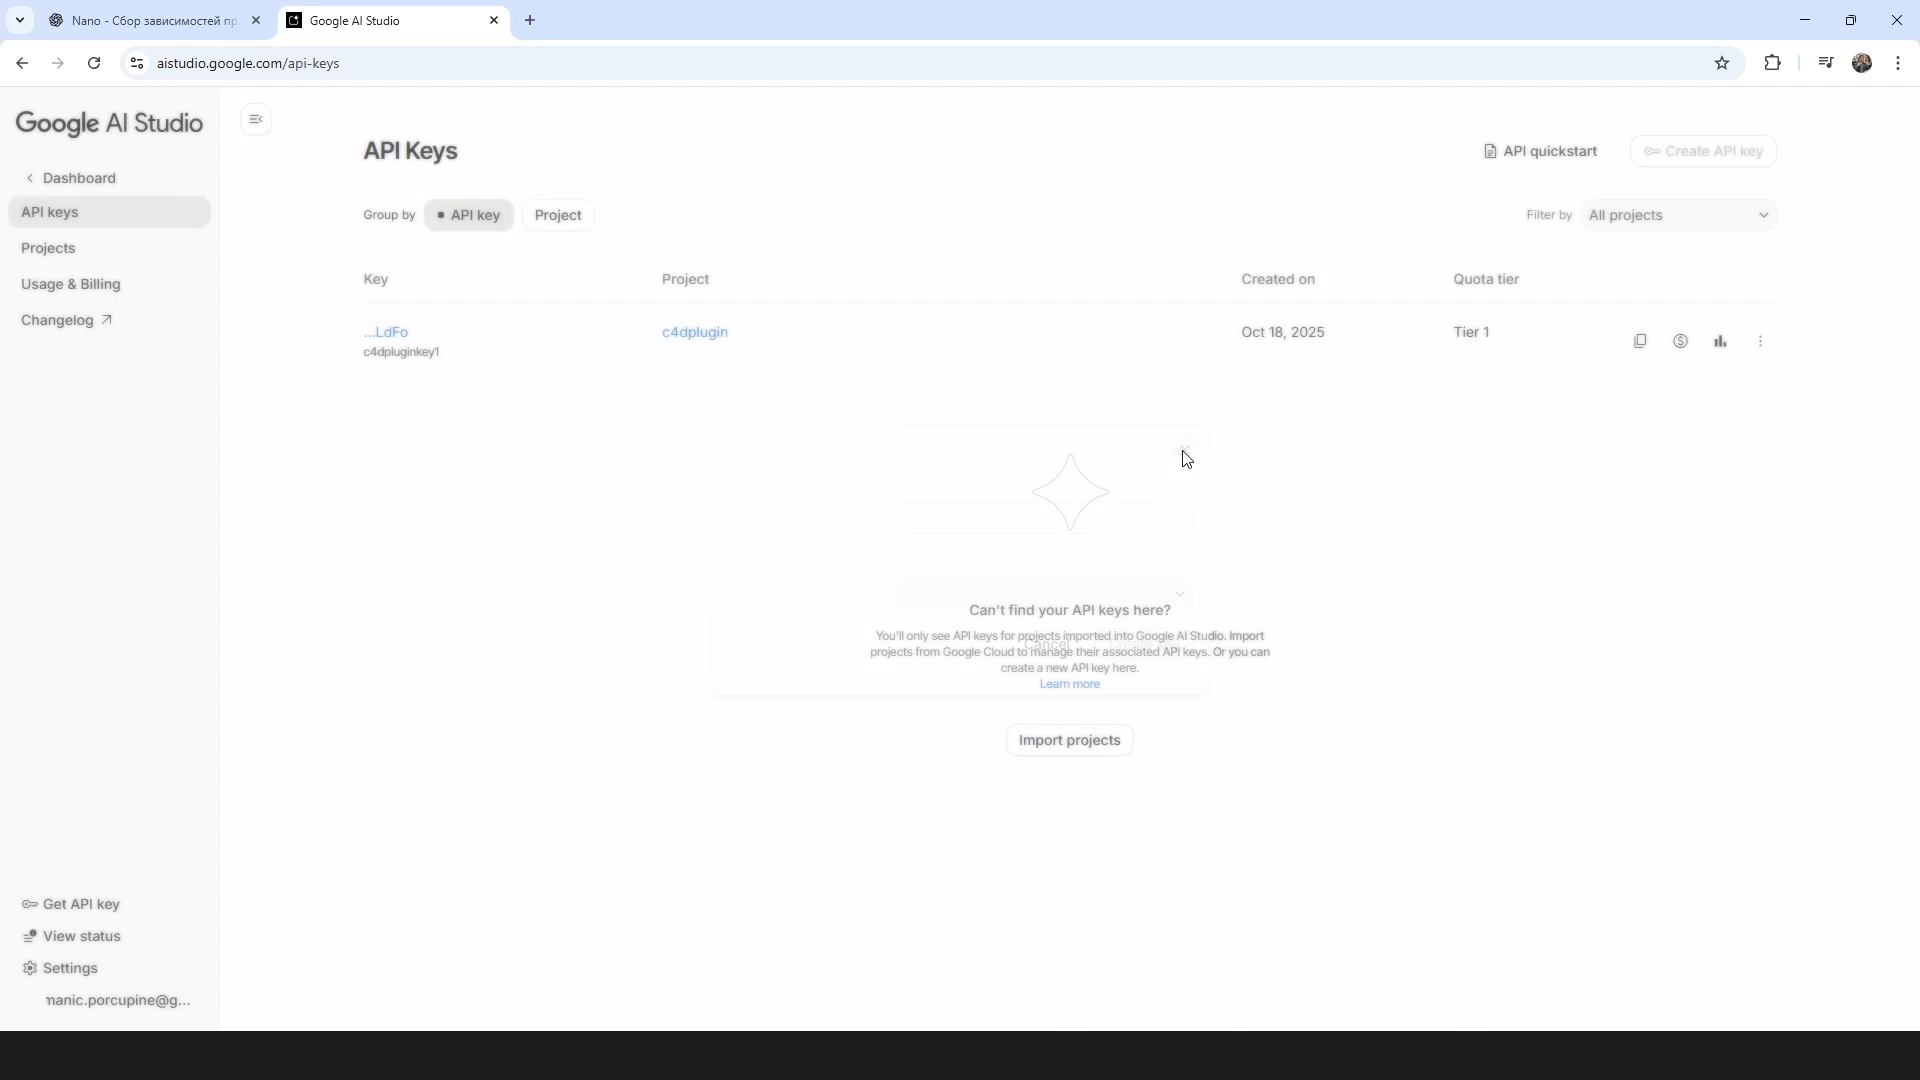 Nano - Сбор зависимостей пр
Google AI Studio
aistudio.google.com/api-keys
Google AI Studio
Dashboard
API keys
Projects
Usage & Billing
Changelog
API Keys
API quickstart
Create API key
Group by
API key
Project
Filter by
All projects
Key
Project
Created on
Quota tier
...LdFo
c4dplugin
Oct 18, 2025
Tier 1
c4dpluginkey1
Can't find your API keys here?
You'll only see API keys for projects imported into Google AI Studio. Import
projects from Google Cloud to manage their associated API keys. Or you can
create a new API key here.
Cancel
Learn more
Import projects
Get API key
View status
Settings
manic.porcupine@g...